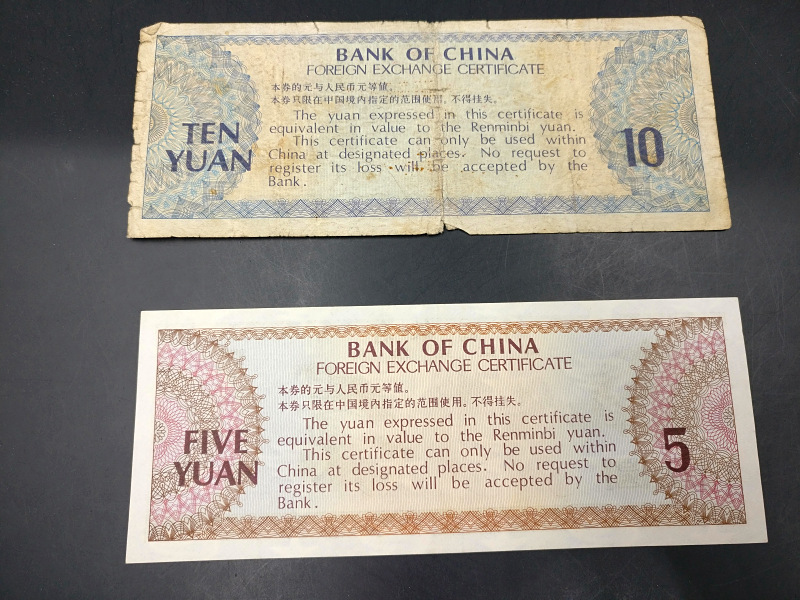 BANK OF CHINA
FOREIGN EXCHANGE CERTIFICATE
本券的元与人民币元等值。
本券只限在中国境内指定的范围使用,不得挂失。
TEN
YUAN
The yuan expressed in this certificate is
equivalent in value to the Renminbi yuan.
This certificate can only be used within
China at designated places. No request to
register its loss will be accepted by the
Bank.
10
BANK OF CHINA
FOREIGN EXCHANGE CERTIFICATE
本券的元与人民币元等值。
本券只限在中国境内指定的范围使用。不得挂失。
FIVE
YUAN
The yuan expressed in this certificate is
equivalent in value to the Renminbi yuan.
This certificate can only be used within
China at designated places. No request to
register its loss will be accepted by the
Bank.
5